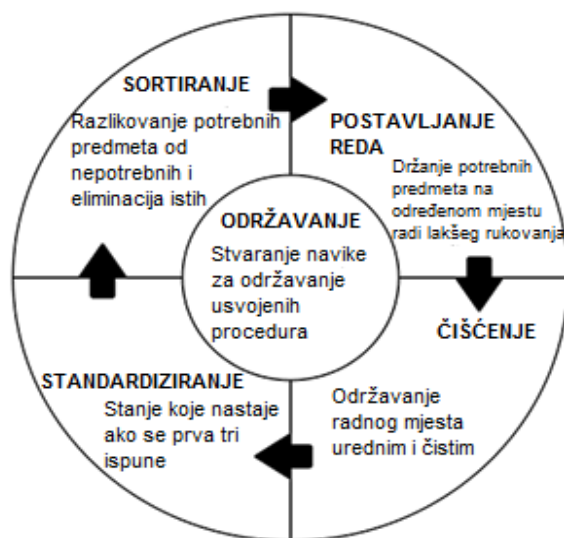 SORTIRANJE
Razlikovanje potrebnih
predmeta od
nepotrebnih i
eliminacija istih
POSTAVLJANJE
REDA
Držanje potrebnih
predmeta na
određenom mjestu
radi lakšeg rukovanja
ODRŽAVANJE
Stvaranje navike
za održavanje
usvojenih
procedura
ČIŠĆENJE
Održavanje
radnog mjesta
urednim i čistim
STANDARDIZIRANJE
Stanje koje nastaje
ako se prva tri
ispune